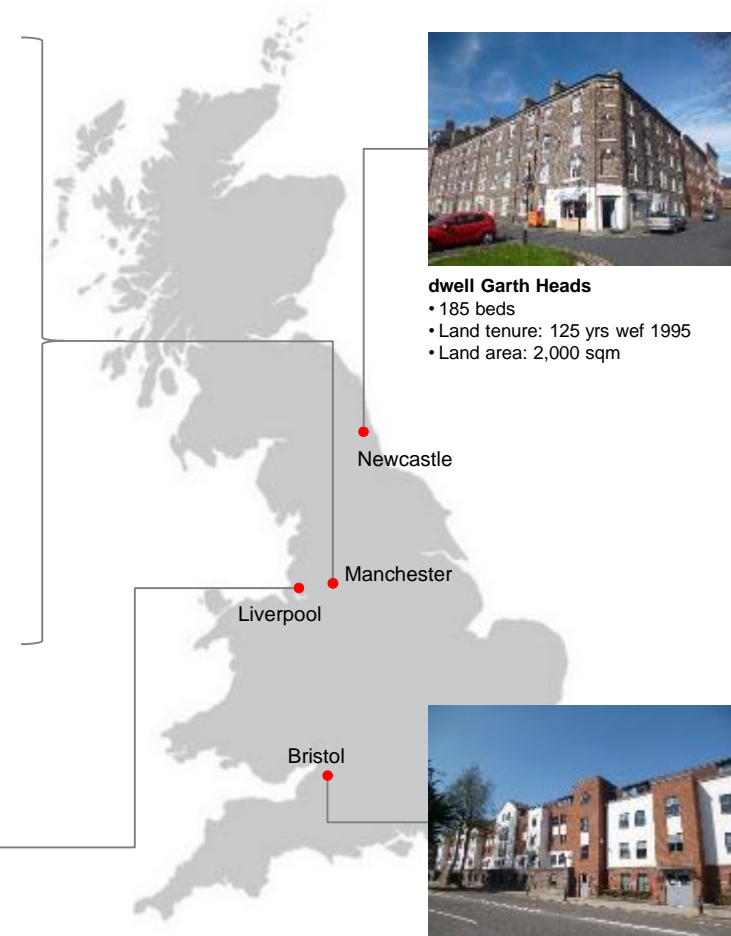 dwell Garth Heads
• 185 beds
• Land tenure: 125 yrs wef 1995
• Land area: 2,000 sqm
Newcastle
Manchester
Liverpool
Bristol